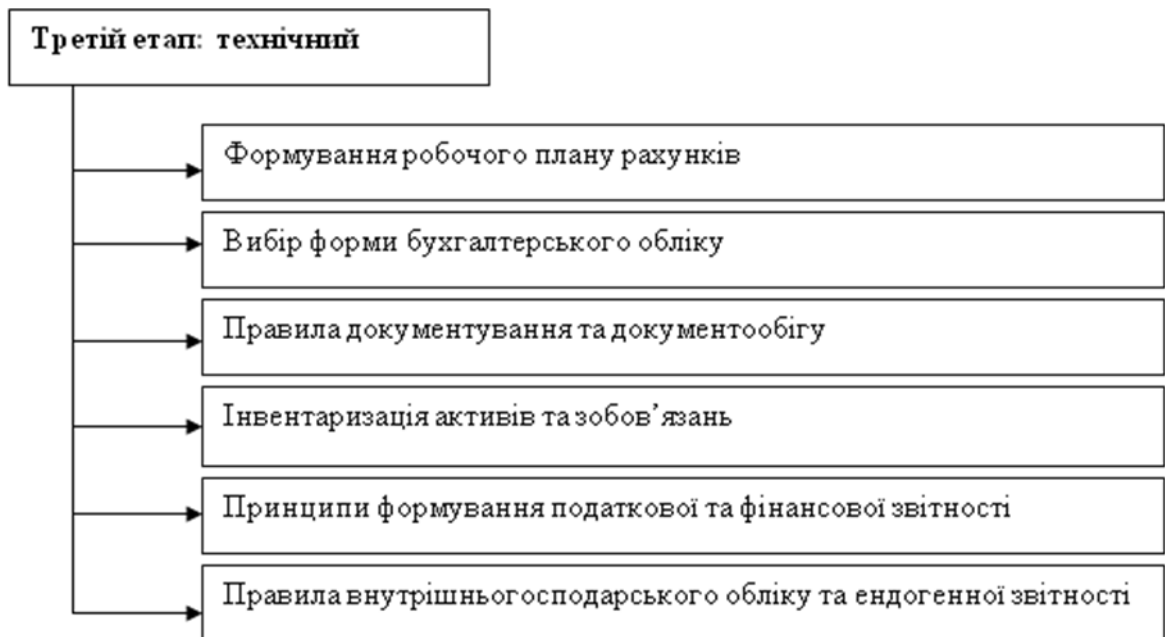 Третій етап: технічний
Формування робочого плану рахунків
Вибір форми бухгалтерського обліку
Правила документування та документообігу
Інвентаризація активів та зобов’язань
Принципи формування податкової та фінансової звітності
Правила внутрішньогосподарського обліку та ендогенної звітності